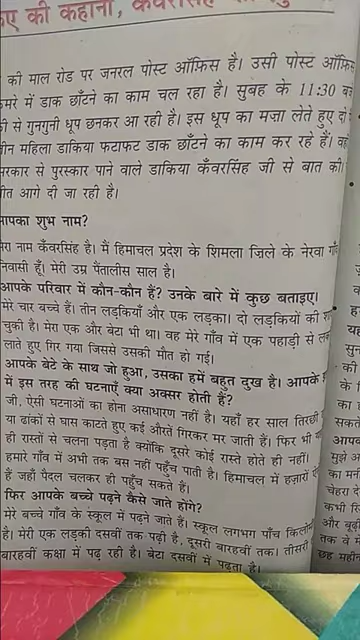 की कहानी, कँवरसिंह
की माल रोड पर जनरल पोस्ट ऑफिस है। उसी पोस्ट ऑफिस
में डाक छाँटने का काम चल रहा है। सुबह के 11:30
से गुनगुनी धूप छनकर आ रही है। इस धूप का मज़ा लेते हुए दो
तीन महिला डाकिया फटाफट डाक छाँटने का काम कर रहे हैं।
सरकार से पुरस्कार पाने वाले डाकिया कँवरसिंह जी से बात की।
आगे दी जा रही है।
आपका शुभ नाम?
मेरा नाम कँवरसिंह है। मैं हिमाचल प्रदेश के शिमला ज़िले के नेरवा गाँव
निवासी हूँ। मेरी उम्र पैंतालीस साल है।
आपके परिवार में कौन-कौन हैं? उनके बारे में कुछ बताइए।
मेरे चार बच्चे हैं। तीन लड़कियाँ और एक लड़का। दो लड़कियों की
चुकी है। मेरा एक और बेटा भी था। वह मेरे गाँव में एक पहाड़ी से
लाते हुए गिर गया जिससे उसकी मौत हो गई।
आपके बेटे के साथ जो हुआ, उसका हमें बहुत दुख है। आपके
में इस तरह की घटनाएँ क्या अक्सर होती हैं?
जी, ऐसी घटनाओं का होना असाधारण नहीं है। यहाँ हर साल तिरछी
या ढांकों से घास काटते हुए कई औरतें गिरकर मर जाती हैं। फिर भी
ही रास्तों से चलना पड़ता है क्योंकि दूसरे कोई रास्ते होते ही नहीं।
हमारे गाँव में अभी तक बस नहीं पहुँच पाती है। हिमाचल में हज़ारों
हैं जहाँ पैदल चलकर ही पहुँच सकते हैं।
फिर आपके बच्चे पढ़ने कैसे जाते होंगे?
मेरे बच्चे गाँव के स्कूल में पढ़ने जाते हैं। स्कूल लगभग पाँच
है। मेरी एक लड़की दसवीं तक पढ़ी है, दूसरी बारहवीं तक। तीसरी
बारहवीं कक्षा में पढ़ रही है। बेटा दसवीं में पढ़ता है।